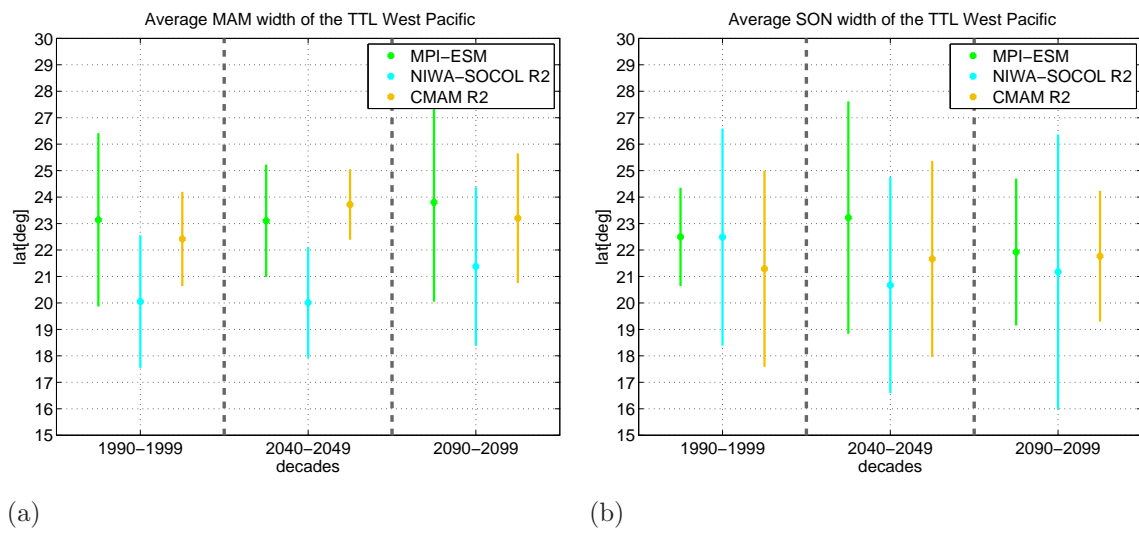 Average MAM width of the TTL West Pacific
30
29
28
27
26
25
24
23
22
21
20
19
18
17
16
15
lat[deg]
MPI−ESM
NIWA−SOCOL R2
CMAM R2
1990−1999
2040−2049
2090−2099
decades
(a)
Average SON width of the TTL West Pacific
30
29
28
27
26
25
24
23
22
21
20
19
18
17
16
15
lat[deg]
MPI−ESM
NIWA−SOCOL R2
CMAM R2
1990−1999
2040−2049
2090−2099
decades
(b)